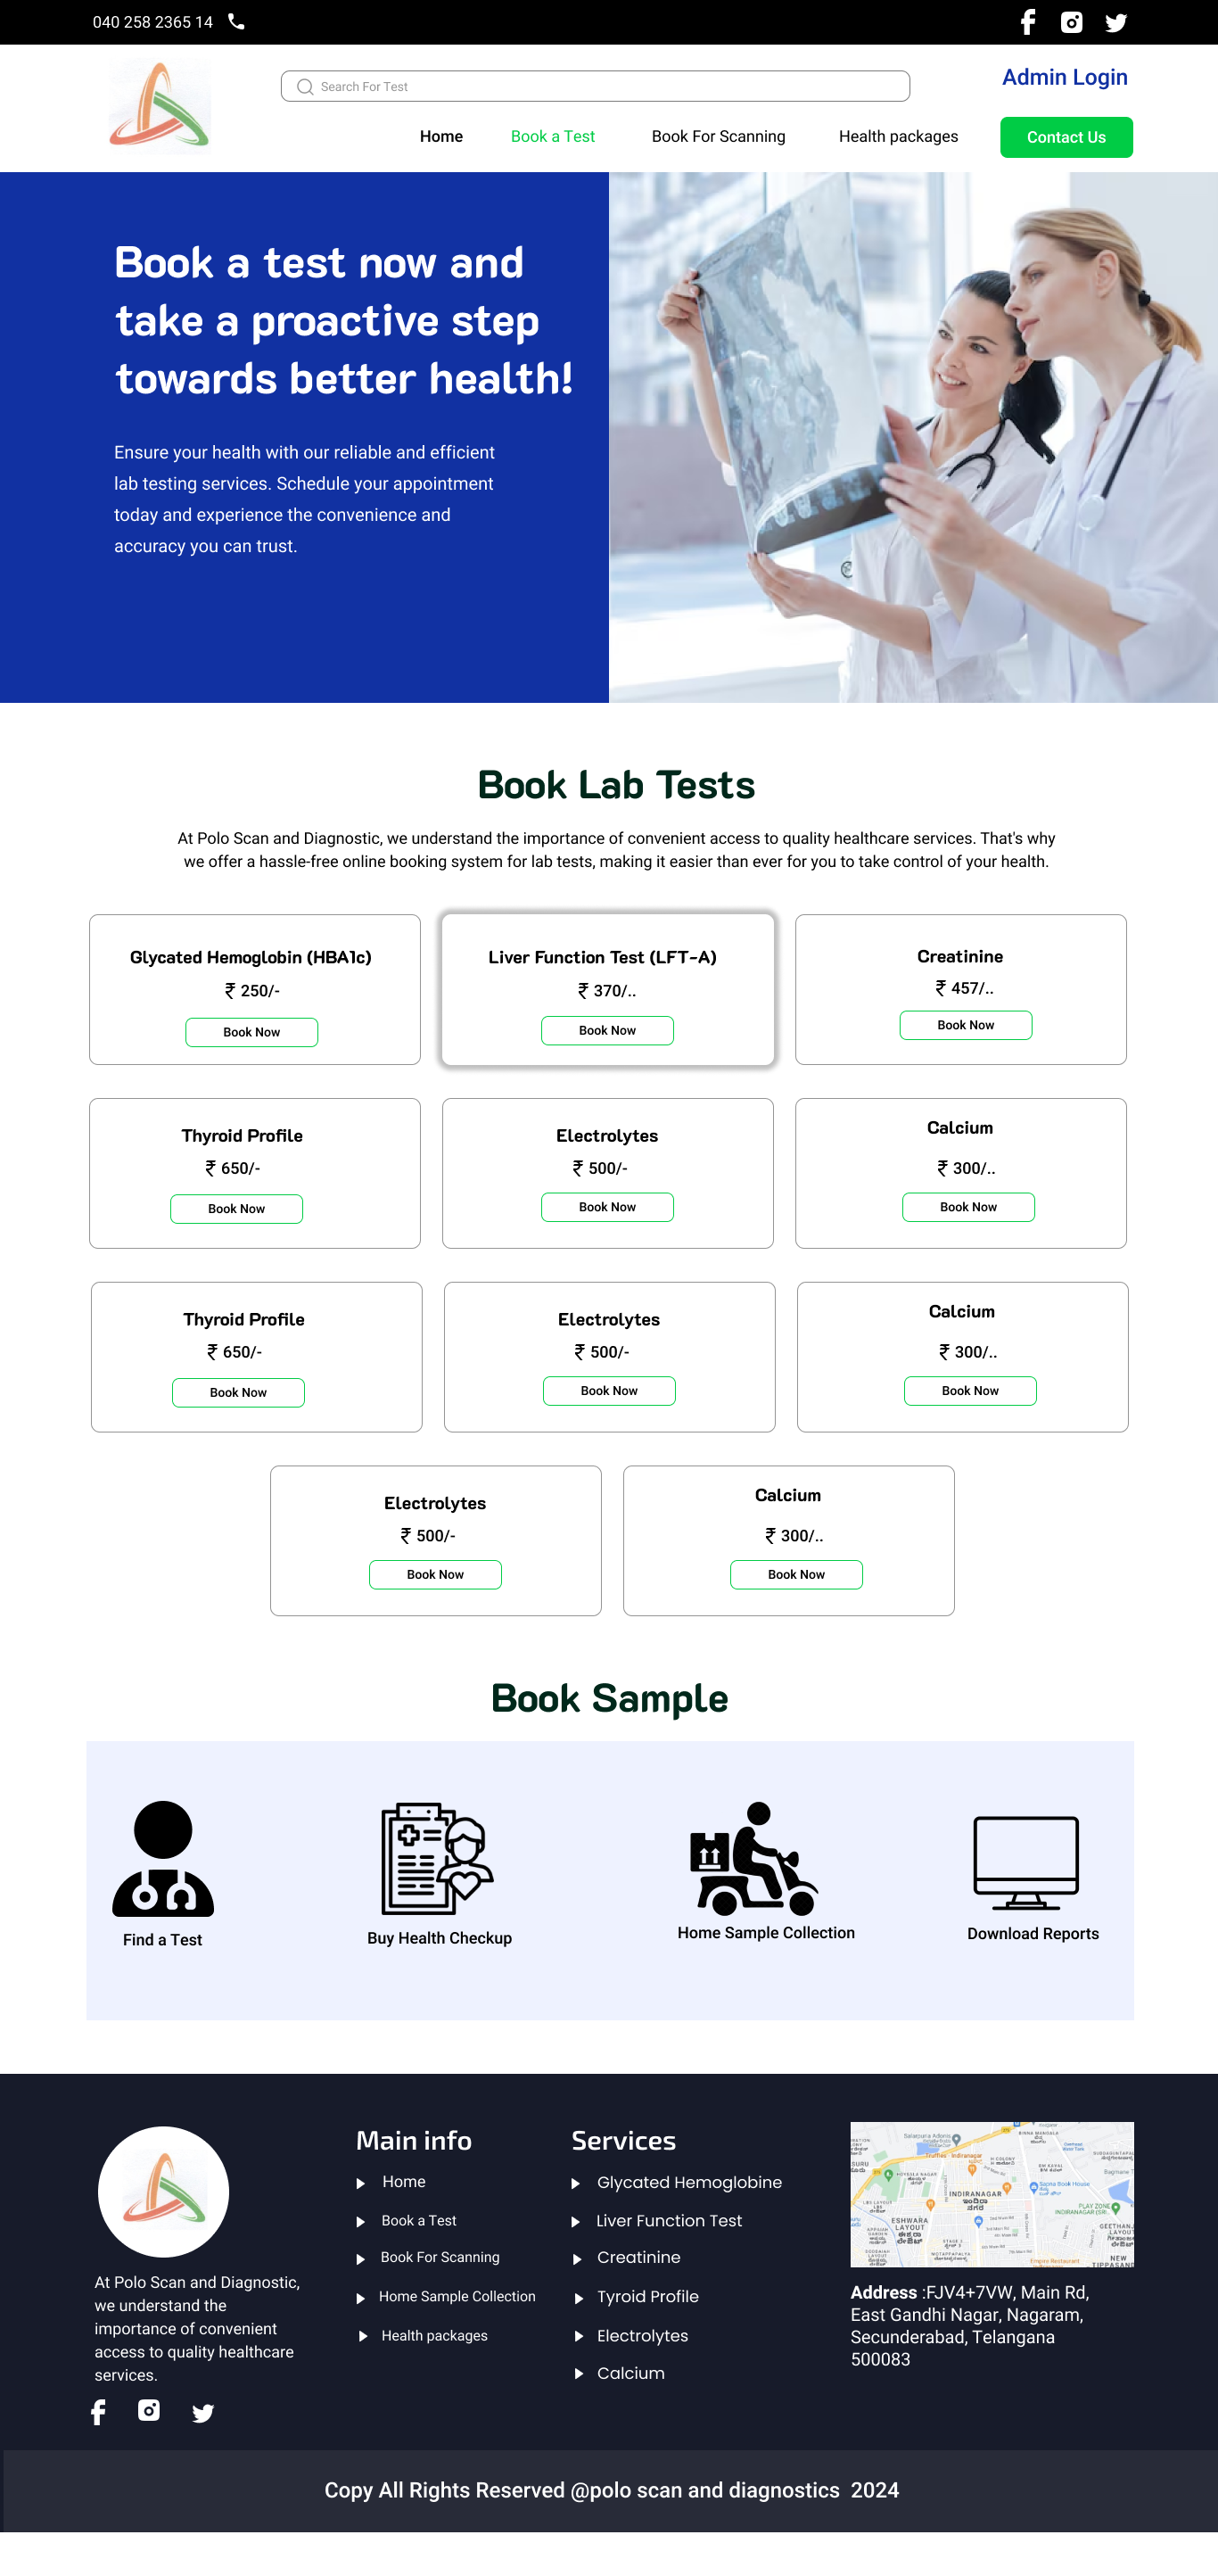 040 258 2365 14
Search For Test
Admin Login
Home
Book a Test
Book For Scanning
Health packages
Contact Us
Book a test now and
take a proactive step
towards better health!
Ensure your health with our reliable and efficient
lab testing services. Schedule your appointment
today and experience the convenience and
accuracy you can trust.
Book Lab Tests
At Polo Scan and Diagnostic, we understand the importance of convenient access to quality healthcare services. That's why
we offer a hassle-free online booking system for lab tests, making it easier than ever for you to take control of your health.
Glycated Hemoglobin (HBA1c)
₹ 250/-
Book Now
Liver Function Test (LFT-A)
₹ 370/..
Book Now
Creatinine
₹ 457/..
Book Now
Thyroid Profile
₹ 650/-
Book Now
Electrolytes
₹ 500/-
Book Now
Calcium
₹ 300/..
Book Now
Thyroid Profile
₹ 650/-
Book Now
Electrolytes
₹ 500/-
Book Now
Calcium
₹ 300/..
Book Now
Electrolytes
₹ 500/-
Book Now
Calcium
₹ 300/..
Book Now
Book Sample
Find a Test
Buy Health Checkup
Home Sample Collection
Download Reports
At Polo Scan and Diagnostic,
we understand the
importance of convenient
access to quality healthcare
services.
Main info
Home
Book a Test
Book For Scanning
Home Sample Collection
Health packages
Services
Glycated Hemoglobine
Liver Function Test
Creatinine
Tyroid Profile
Electrolytes
Calcium
INDIRANAGAR
ESHWARA
LAYOUT
PLAY ZONE
Address :FJV4+7VW, Main Rd,
East Gandhi Nagar, Nagaram,
Secunderabad, Telangana
500083
Copy All Rights Reserved @polo scan and diagnostics 2024